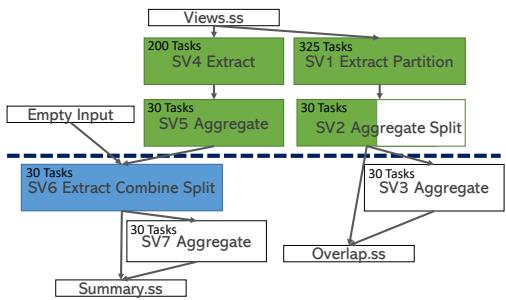 Views.ss
200 Tasks
SV4 Extract
325 Tasks
SV1 Extract Partition
Empty Input
30 Tasks
SV5 Aggregate
30 Tasks
SV2 Aggregate Split
30 Tasks
SV6 Extract Combine Split
30 Tasks
SV3 Aggregate
30 Tasks
SV7 Aggregate
Overlap.ss
Summary.ss